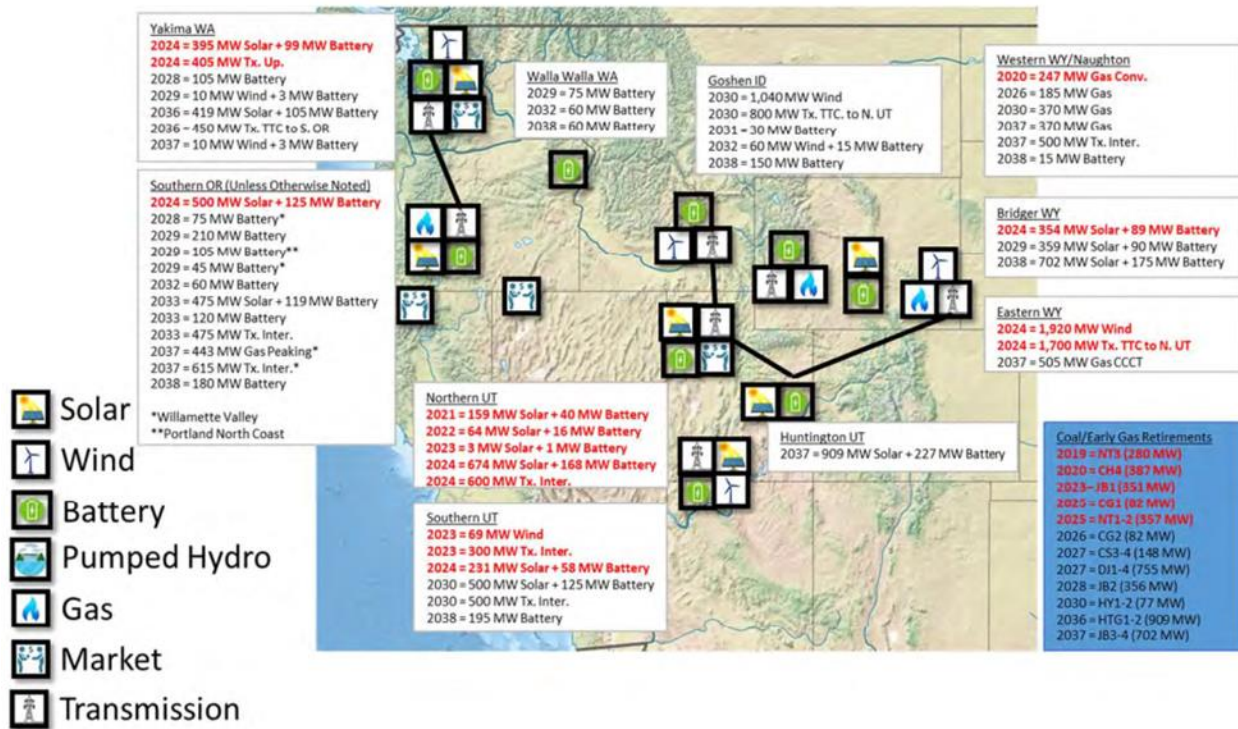 Yakima WA
2024 = 395 MW Solar + 99 MW Battery
2024 = 405 MW Tx. Up.
2028 = 105 MW Battery
2029 = 10 MW Wind + 3 MW Battery
2036 = 419 MW Solar + 105 MW Battery
2036 – 450 MW Tx. TTC to S. OR
2037 = 10 MW Wind + 3 MW Battery
Walla Walla WA
2029 = 75 MW Battery
2032 = 60 MW Battery
2038 = 60 MW Battery
Goshen ID
2030 = 1,040 MW Wind
2030 = 800 MW Tx. TTC. to N. UT
2031 = 30 MW Battery
2032 = 60 MW Wind + 15 MW Battery
2038 = 150 MW Battery
Western WY/Naughton
2020 = 247 MW Gas Conv.
2026 = 185 MW Gas
2030 = 370 MW Gas
2037 = 370 MW Gas
2037 = 500 MW Tx. Inter.
2038 = 15 MW Battery
Southern OR (Unless Otherwise Noted)
2024 = 500 MW Solar + 125 MW Battery
2028 = 75 MW Battery*
2029 = 210 MW Battery
2029 = 105 MW Battery**
2029 = 45 MW Battery*
2032 = 60 MW Battery
2033 = 475 MW Solar + 119 MW Battery
2033 = 120 MW Battery
2033 = 475 MW Tx. Inter.
2037 = 443 MW Gas Peaking*
2037 = 615 MW Tx. Inter.*
2038 = 180 MW Battery
*Willamette Valley
**Portland North Coast
Bridger WY
2024 = 354 MW Solar + 89 MW Battery
2029 = 359 MW Solar + 90 MW Battery
2038 = 702 MW Solar + 175 MW Battery
Eastern WY
2024 = 1,920 MW Wind
2024 = 1,700 MW Tx. TTC to N. UT
2037 = 505 MW Gas CCCT
Northern UT
2021 = 159 MW Solar + 40 MW Battery
2022 = 64 MW Solar + 16 MW Battery
2023 = 3 MW Solar + 1 MW Battery
2024 = 674 MW Solar + 168 MW Battery
2024 = 600 MW Tx. Inter.
Huntington UT
2037 = 909 MW Solar + 227 MW Battery
Southern UT
2023 = 69 MW Wind
2023 = 300 MW Tx. Inter.
2024 = 231 MW Solar + 58 MW Battery
2030 = 500 MW Solar + 125 MW Battery
2030 = 500 MW Tx. Inter.
2038 = 195 MW Battery
Coal/Early Gas Retirements
2019 = NT3 (280 MW)
2020 = CH4 (387 MW)
2023 – JB1 (351 MW)
2025 = CG1 (82 MW)
2025 = NT1-2 (357 MW)
2026 = CG2 (82 MW)
2027 = CS3-4 (148 MW)
2027 = DJ1-4 (755 MW)
2028 = JB2 (356 MW)
2030 = HY1-2 (77 MW)
2036 = HTG1-2 (909 MW)
2037 = JB3-4 (702 MW)
Solar
Wind
Battery
Pumped Hydro
Gas
Market
Transmission